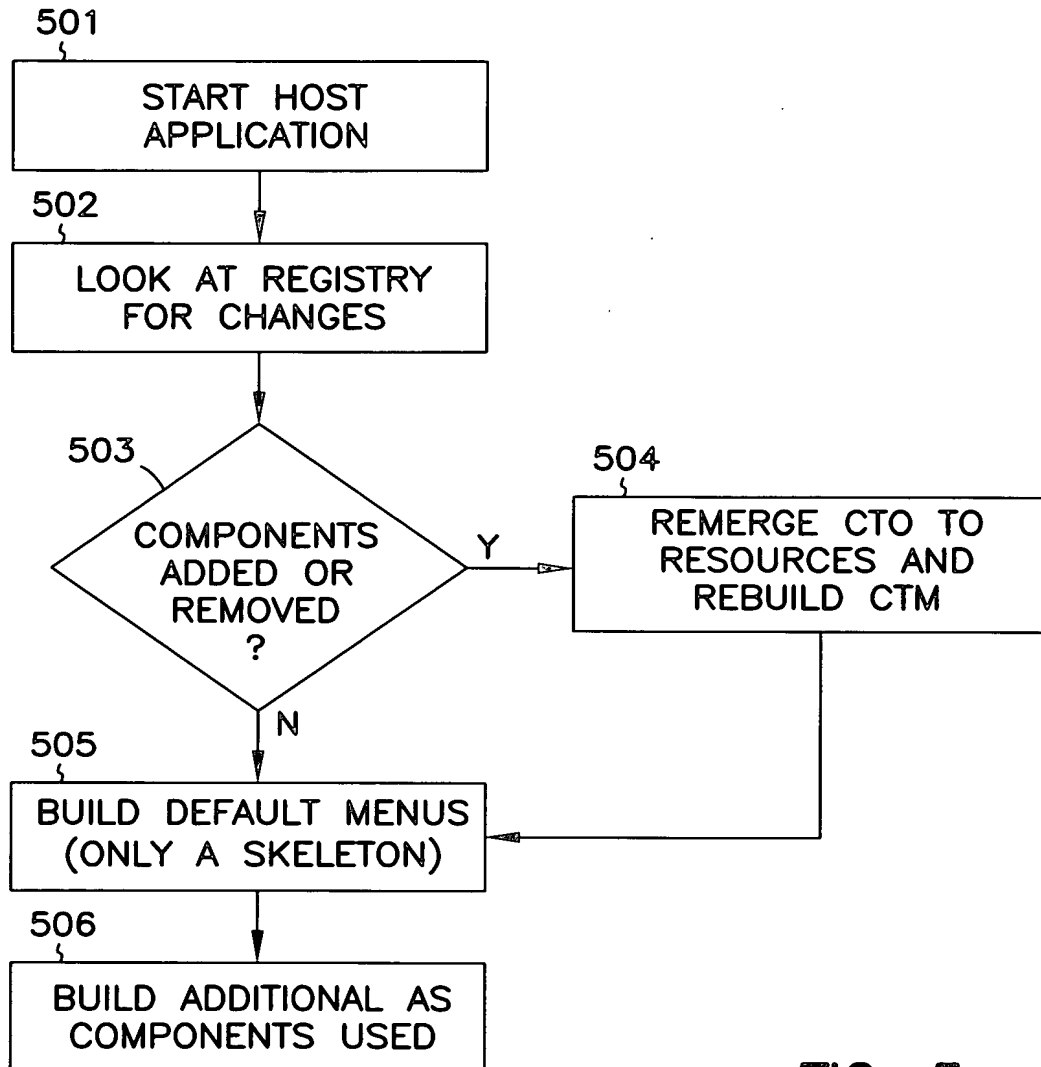 501
START HOST
APPLICATION
502
LOOK AT REGISTRY
FOR CHANGES
503
COMPONENTS
ADDED OR
REMOVED
?
Y
504
REMERGE CTO TO
RESOURCES AND
REBUILD CTM
N
505
BUILD DEFAULT MENUS
(ONLY A SKELETON)
506
BUILD ADDITIONAL AS
COMPONENTS USED